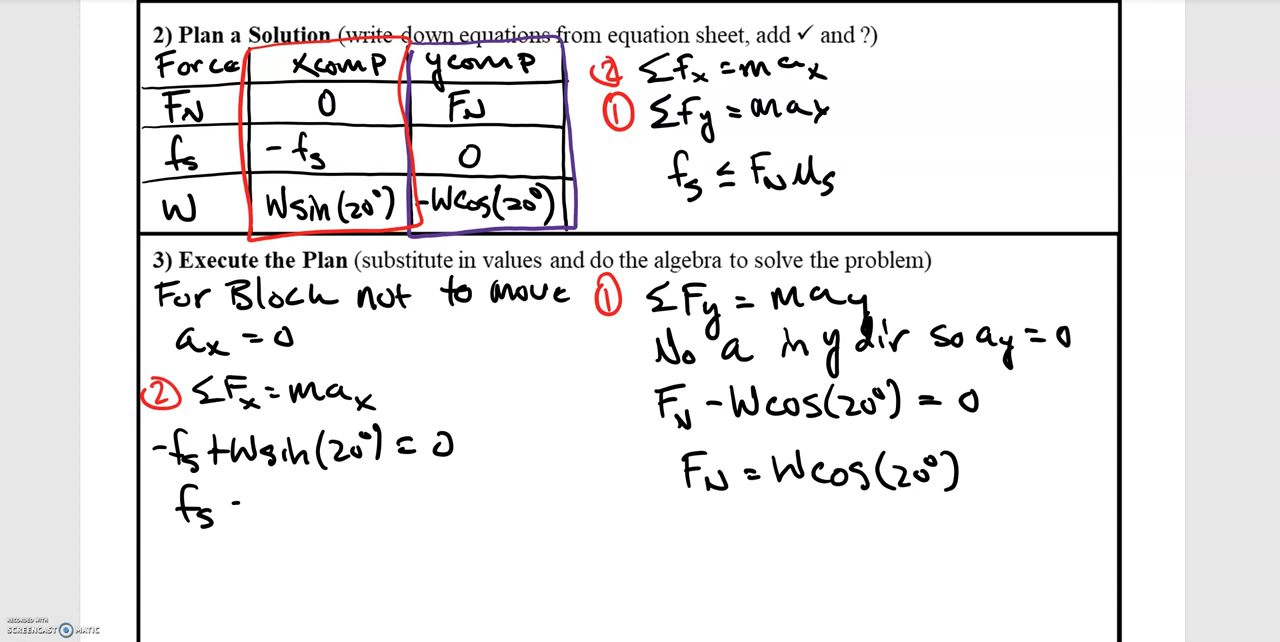 2) Plan a Solution (write down equations from equation sheet, add ✓ and ?)
Force xcomp ycomp
FN 0 FN
fs -fs 0
W Wsin(20°) -Wcos(20°)
② ΣFx = max
① ΣFy = max
fs ≤ FN μs
3) Execute the Plan (substitute in values and do the algebra to solve the problem)
For Block not to move
ax = 0
② ΣFx = max
-fs + Wsin(20°) = 0
fs -
① ΣFy = may
No a in y dir so ay = 0
FN - Wcos(20°) = 0
FN = Wcos(20°)
RECORDED WITH
SCREENCAST MATIC